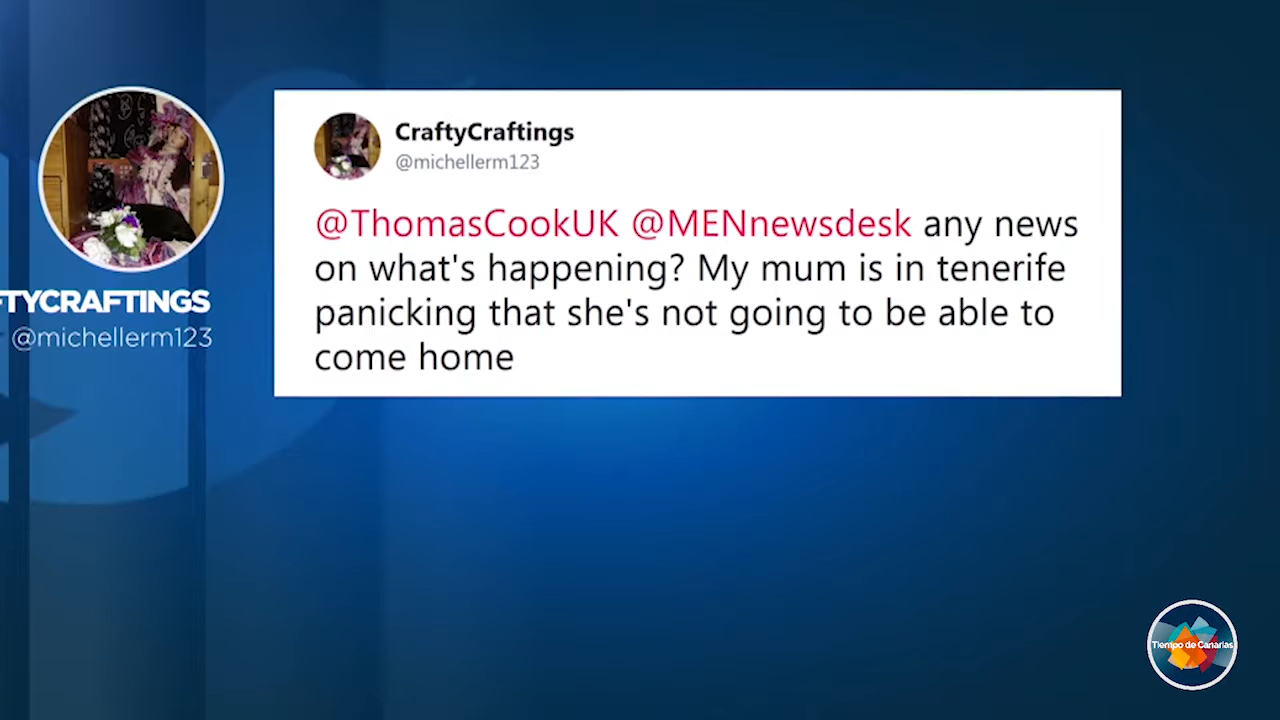 CraftyCraftings
@michellerm123
@ThomasCookUK @MENnewsdesk any news
on what's happening? My mum is in tenerife
panicking that she's not going to be able to
come home
FTYCRAFTINGS
@michellerm123
Tiempo de Canarias